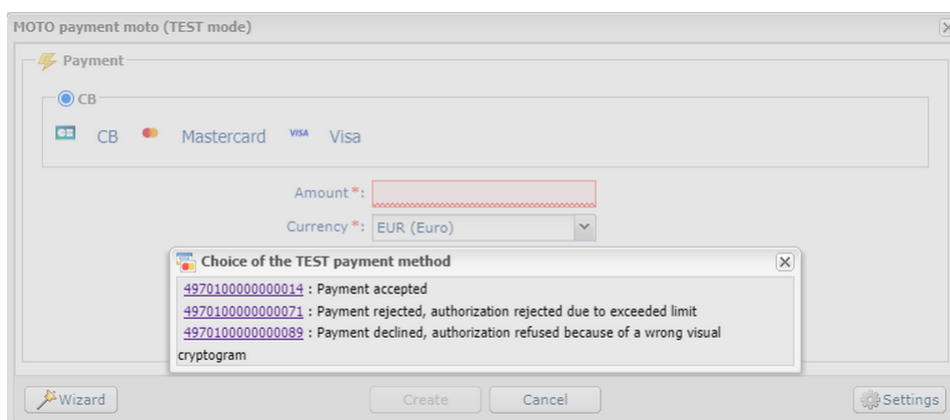 MOTO payment moto (TEST mode)
Payment
CB
CB Mastercard VISA Visa
Amount*:
Currency*: EUR (Euro)
Choice of the TEST payment method
4970100000000014 : Payment accepted
4970100000000071 : Payment rejected, authorization rejected due to exceeded limit
4970100000000089 : Payment declined, authorization refused because of a wrong visual
cryptogram
Wizard Create Cancel Settings